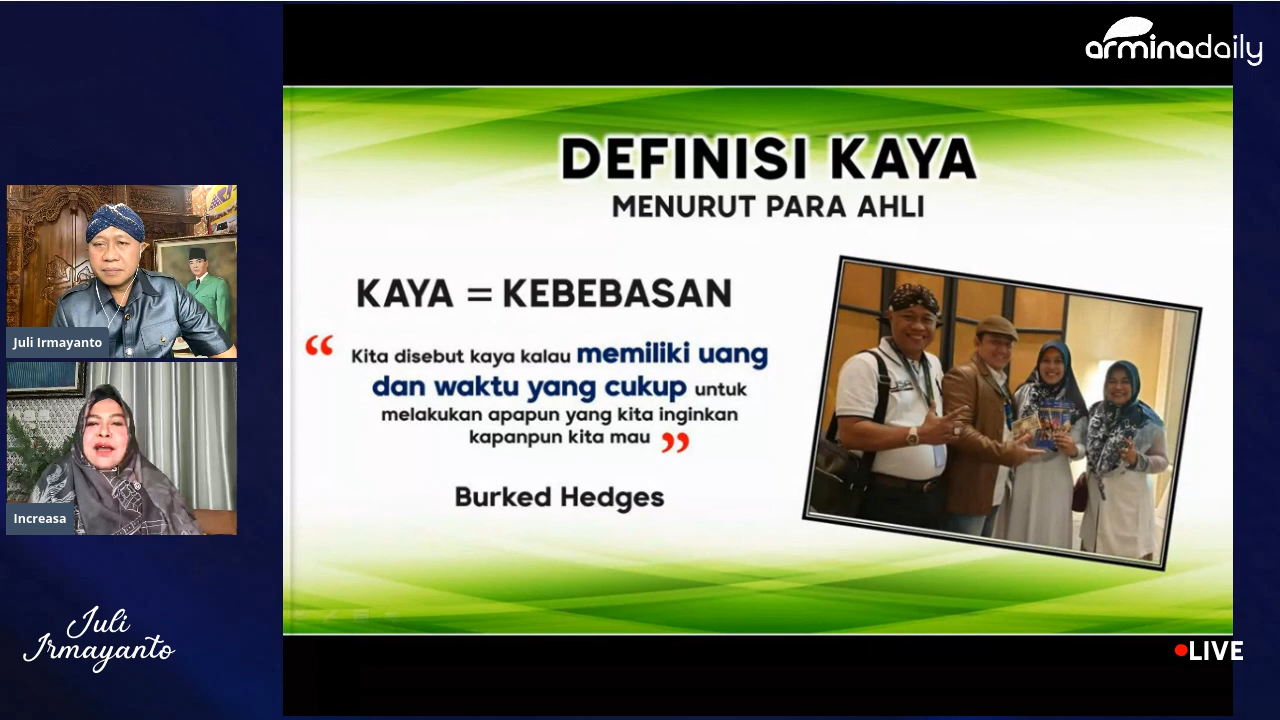 arminadaily
DEFINISI KAYA
MENURUT PARA AHLI
KAYA = KEBEBASAN
“ Kita disebut kaya kalau memiliki uang
dan waktu yang cukup untuk
melakukan apapun yang kita inginkan
kapanpun kita mau ”
Burked Hedges
Juli Irmayanto
Increasa
Juli
Irmayanto
LIVE